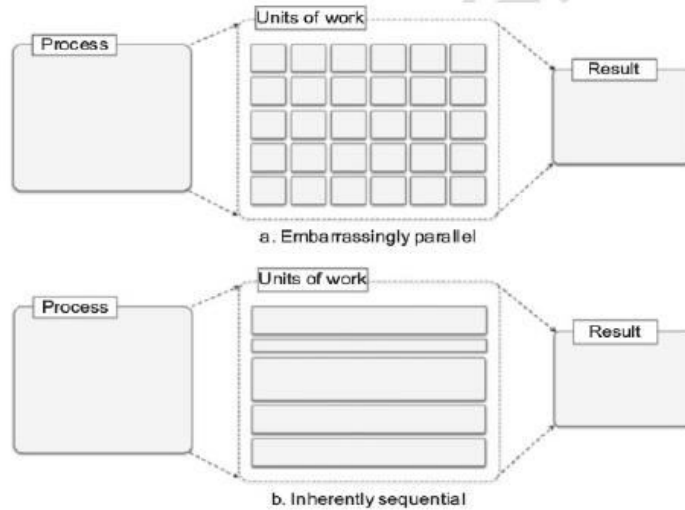 Units of work
Process
Result
a. Embarrassingly parallel
Units of work
Process
Result
b. Inherently sequential